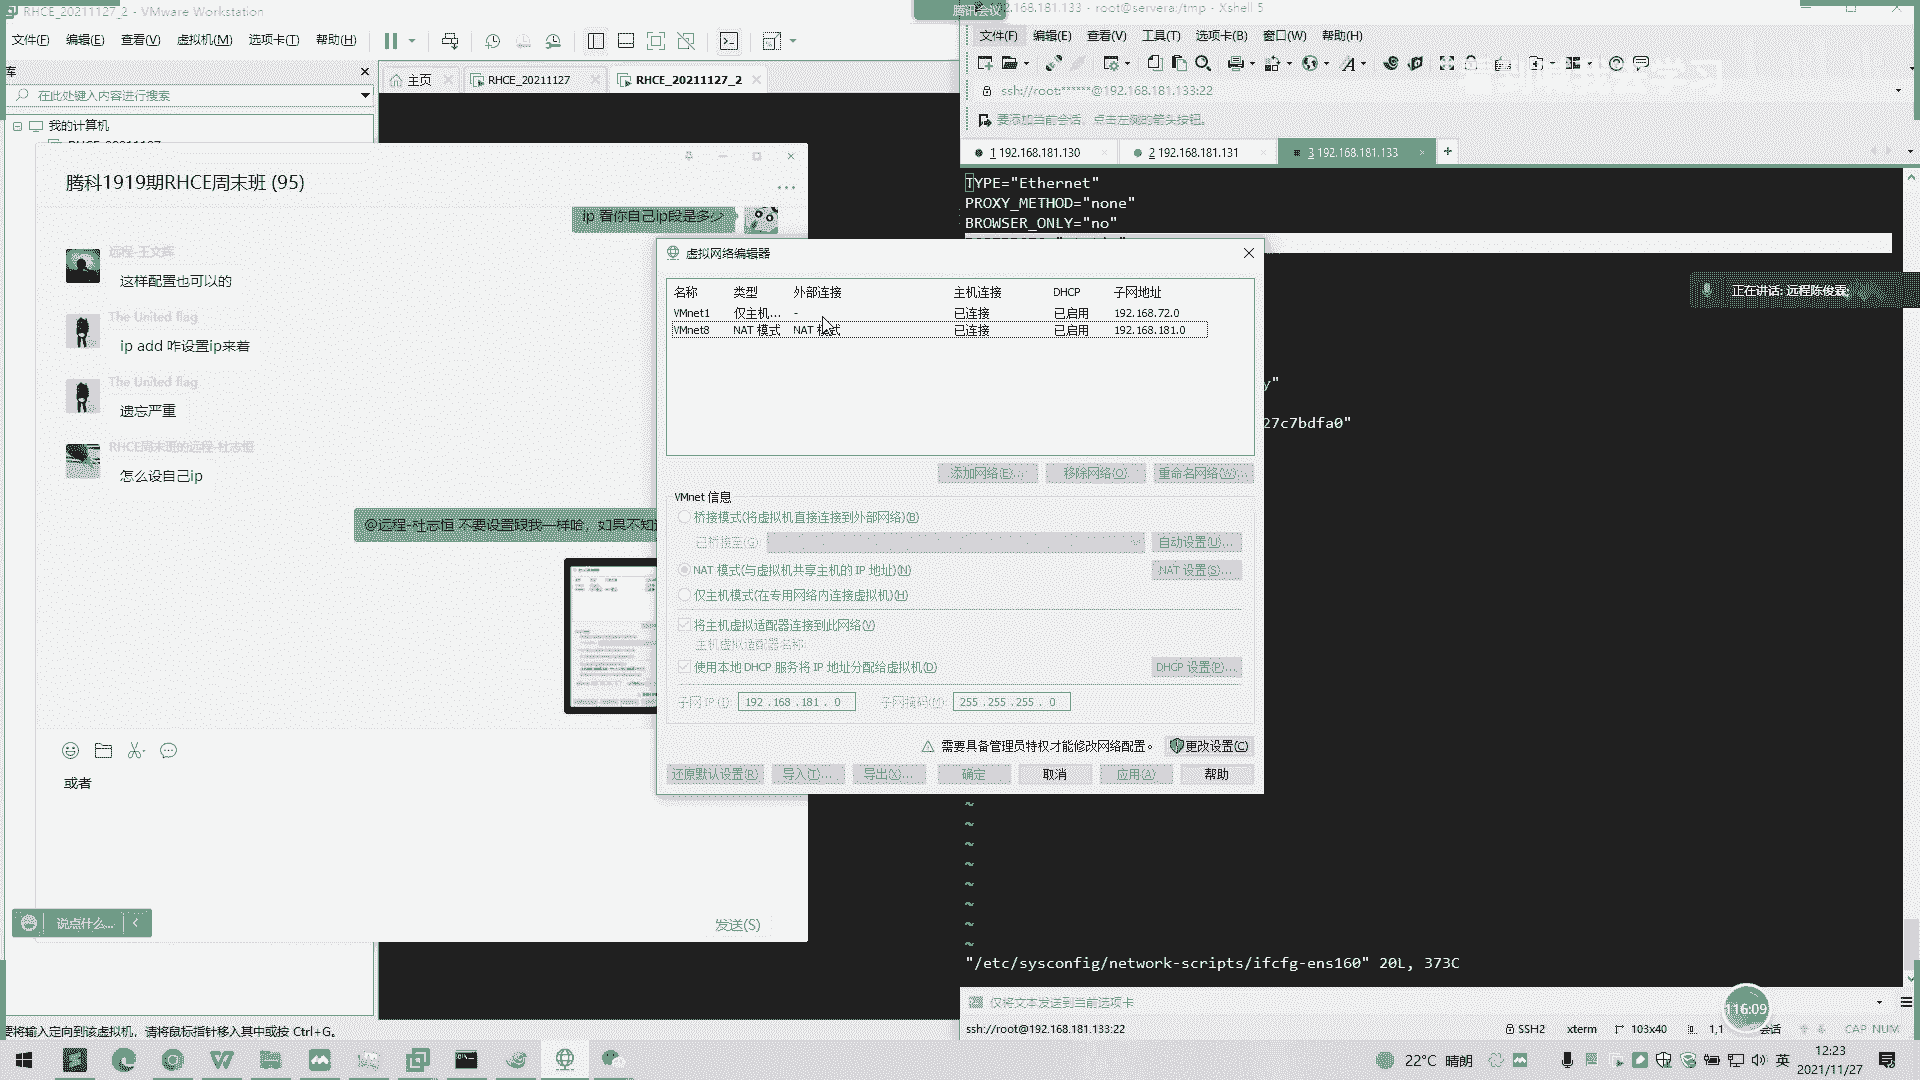 RHCE_20211127_2 - VMware Workstation
文件(F) 编辑(E) 查看(V) 虚拟机(M) 选项卡(T) 帮助(H)
库
在此处键入内容进行搜索
我的计算机
主页
RHCE_20211127
RHCE_20211127_2
腾讯会议
192.168.181.133 - root@servera:/tmp - Xshell 5
文件(F) 编辑(E) 查看(V) 工具(T) 选项卡(B) 窗口(W) 帮助(H)
ssh://root:******@192.168.181.133:22
要添加当前会话，点击左侧的箭头按钮。
1 192.168.181.130
2 192.168.181.131
3 192.168.181.133
TYPE="Ethernet"
PROXY_METHOD="none"
BROWSER_ONLY="no"
y"
27c7bdfa0"
~
~
~
~
~
~
~
~
"/etc/sysconfig/network-scripts/ifcfg-ens160" 20L, 373C
正在讲话: 远程陈俊霖;
腾科1919期RHCE周末班 (95)
ip 看你自己ip段是多少
远程-王文辉
这样配置也可以的
The United flag
ip add 咋设置ip来着
The United flag
遗忘严重
RHCE周末班的远程-杜志恒
怎么设自己ip
@远程-杜志恒 不要设置跟我一样哈，如果不知道
或者
发送(S)
说点什么...
虚拟网络编辑器
名称 类型 外部连接 主机连接 DHCP 子网地址
VMnet1 仅主机... - 已连接 已启用 192.168.72.0
VMnet8 NAT 模式 NAT 模式 已连接 已启用 192.168.181.0
添加网络(E)... 移除网络(O) 重命名网络(W)...
VMnet 信息
桥接模式(将虚拟机直接连接到外部网络)(B)
已桥接至(G): 自动设置(U)...
NAT 模式(与虚拟机共享主机的 IP 地址)(N) NAT 设置(S)...
仅主机模式(在专用网络内连接虚拟机)(H)
将主机虚拟适配器连接到此网络(V)
主机虚拟适配器名称:
使用本地 DHCP 服务将 IP 地址分配给虚拟机(D) DHCP 设置(P)...
子网 IP (I): 192 . 168 . 181 . 0 子网掩码(M): 255 . 255 . 255 . 0
需要具备管理员特权才能修改网络配置。 更改设置(C)
还原默认设置(R) 导入(T)... 导出(X)... 确定 取消 应用(A) 帮助
仅将文本发送到当前选项卡
ssh://root@192.168.181.133:22 SSH2 xterm 103x40 1,1 会话 CAP NUM
116:09
要将输入定向到该虚拟机，请将鼠标指针移入其中或按 Ctrl+G。
22°C 晴朗
英
12:23
2021/11/27